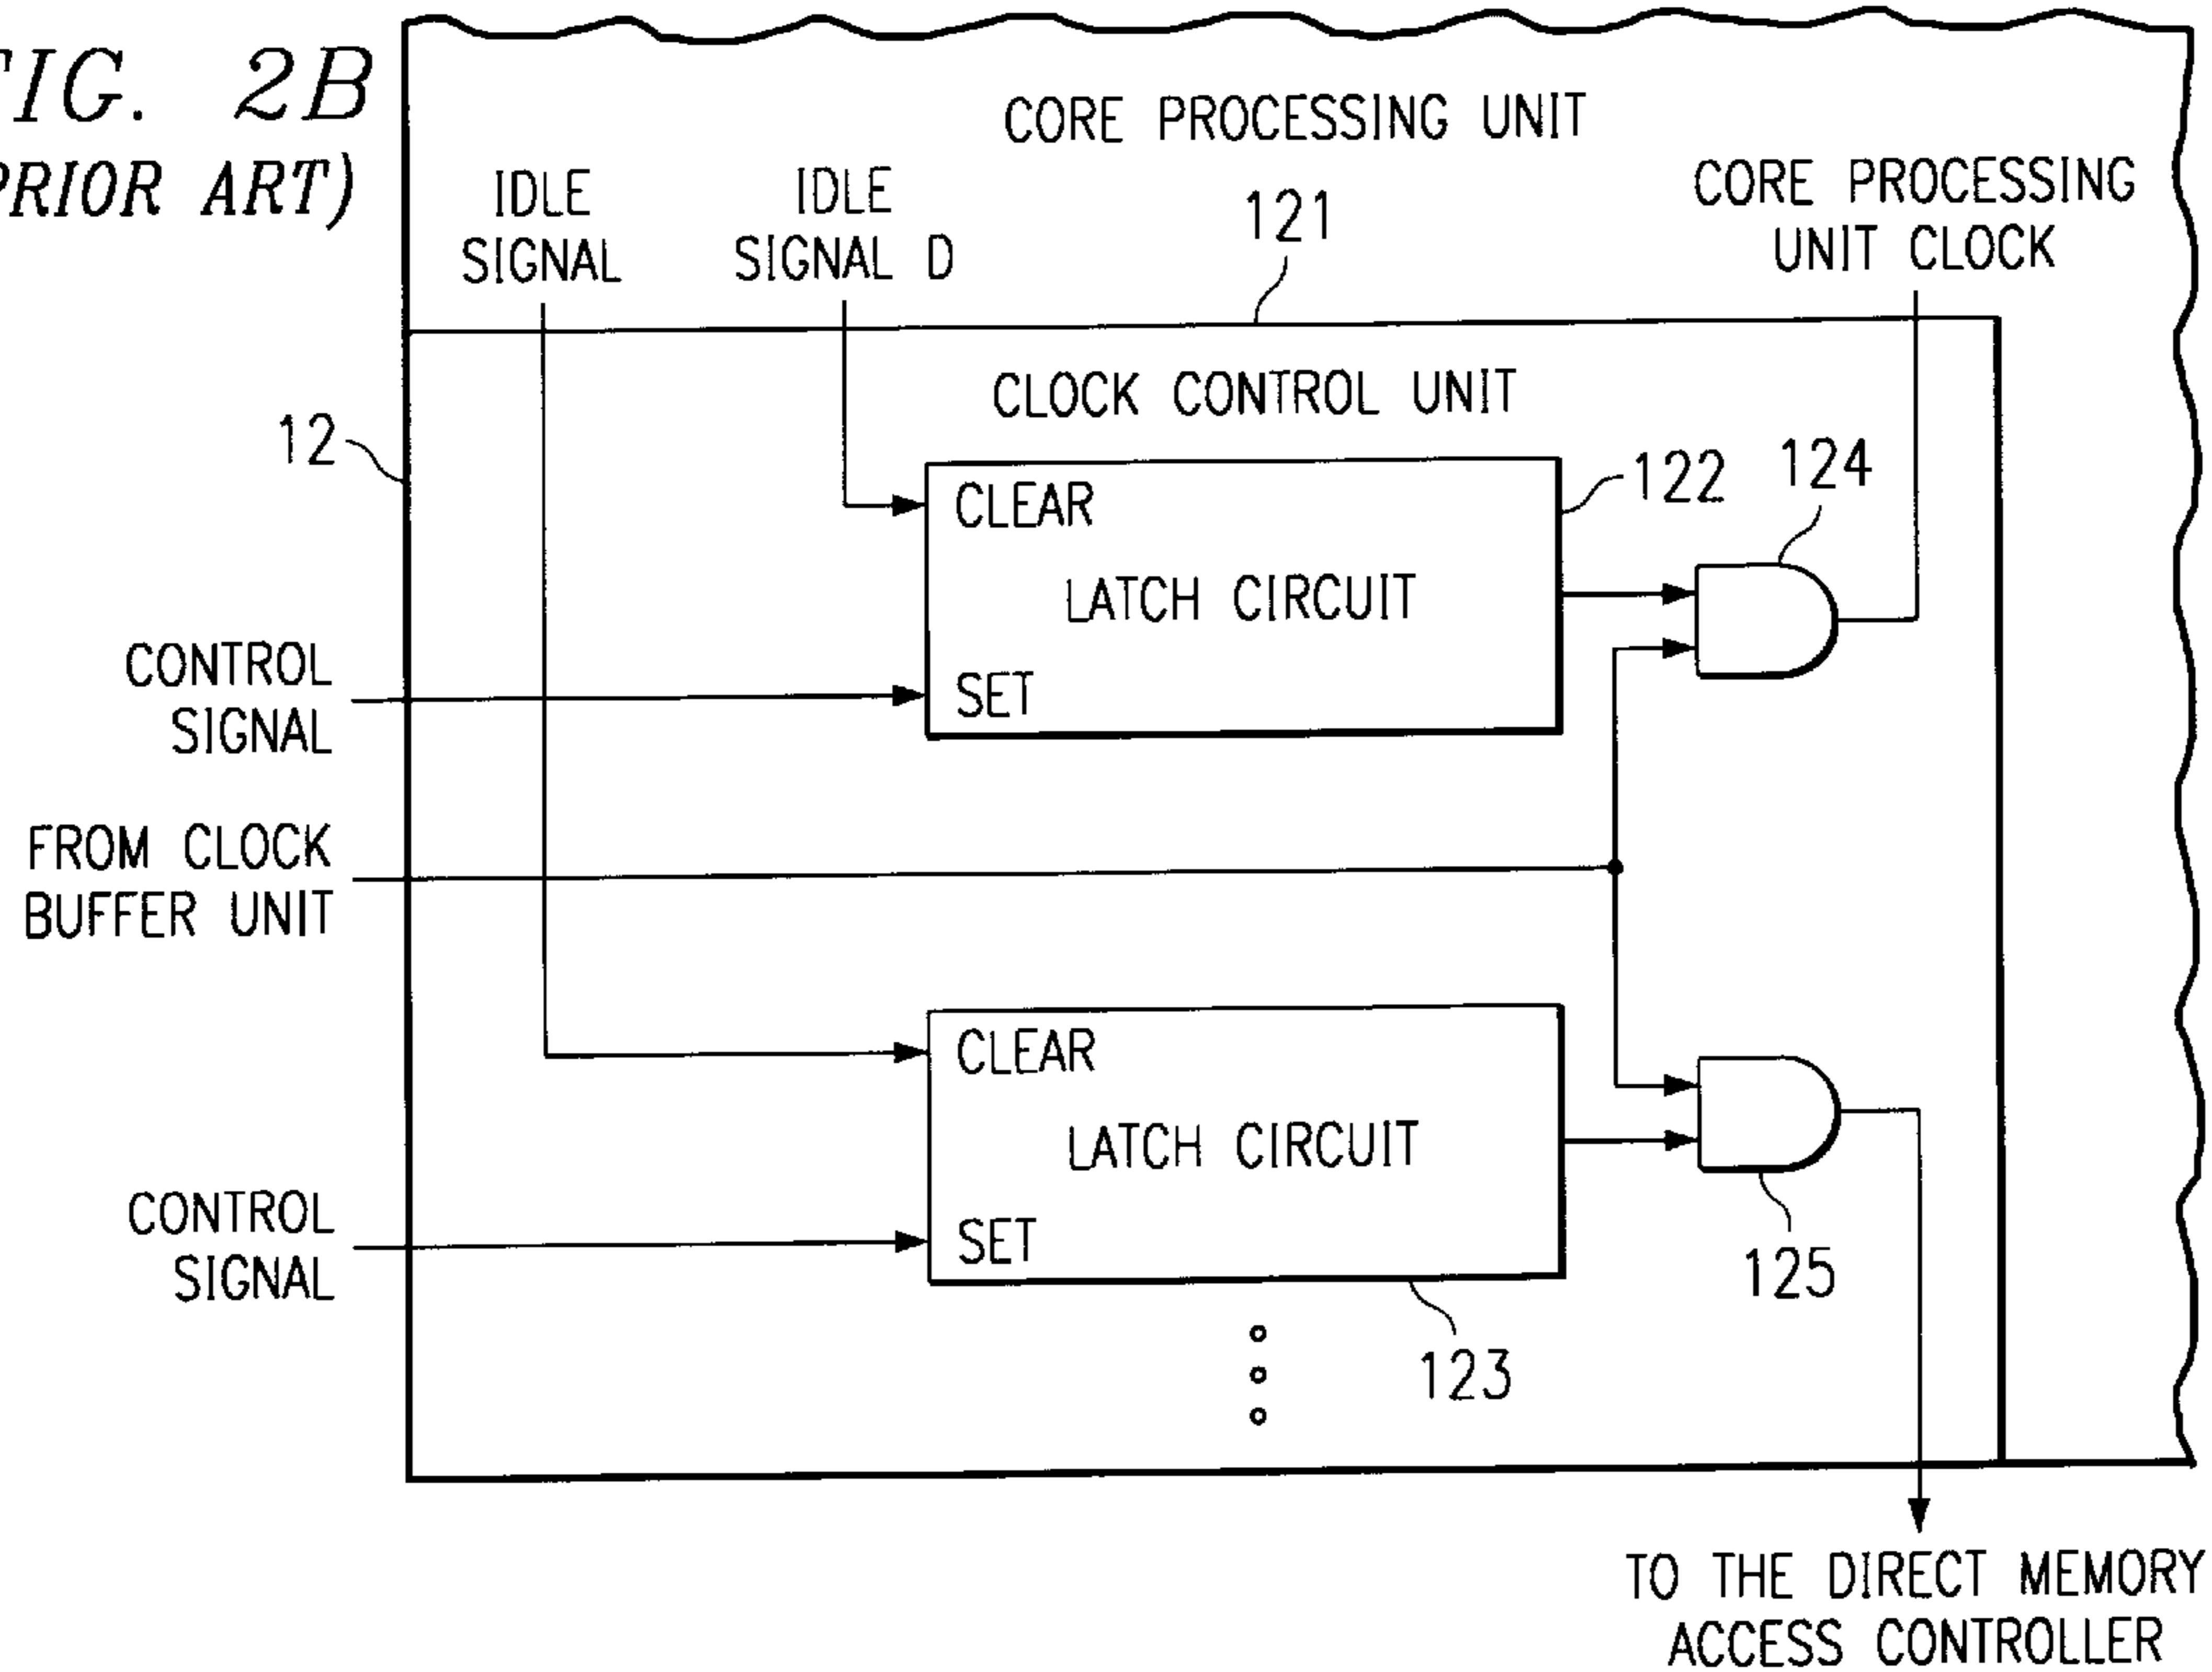 FIG. 2B
PRIOR ART)
CORE PROCESSING UNIT
IDLE
SIGNAL
IDLE
SIGNAL D
121
CORE PROCESSING
UNIT CLOCK
CLOCK CONTROL UNIT
12
122
124
CLEAR
LATCH CIRCUIT
SET
CONTROL
SIGNAL
FROM CLOCK
BUFFER UNIT
CLEAR
LATCH CIRCUIT
SET
CONTROL
SIGNAL
125
123
TO THE DIRECT MEMORY
ACCESS CONTROLLER